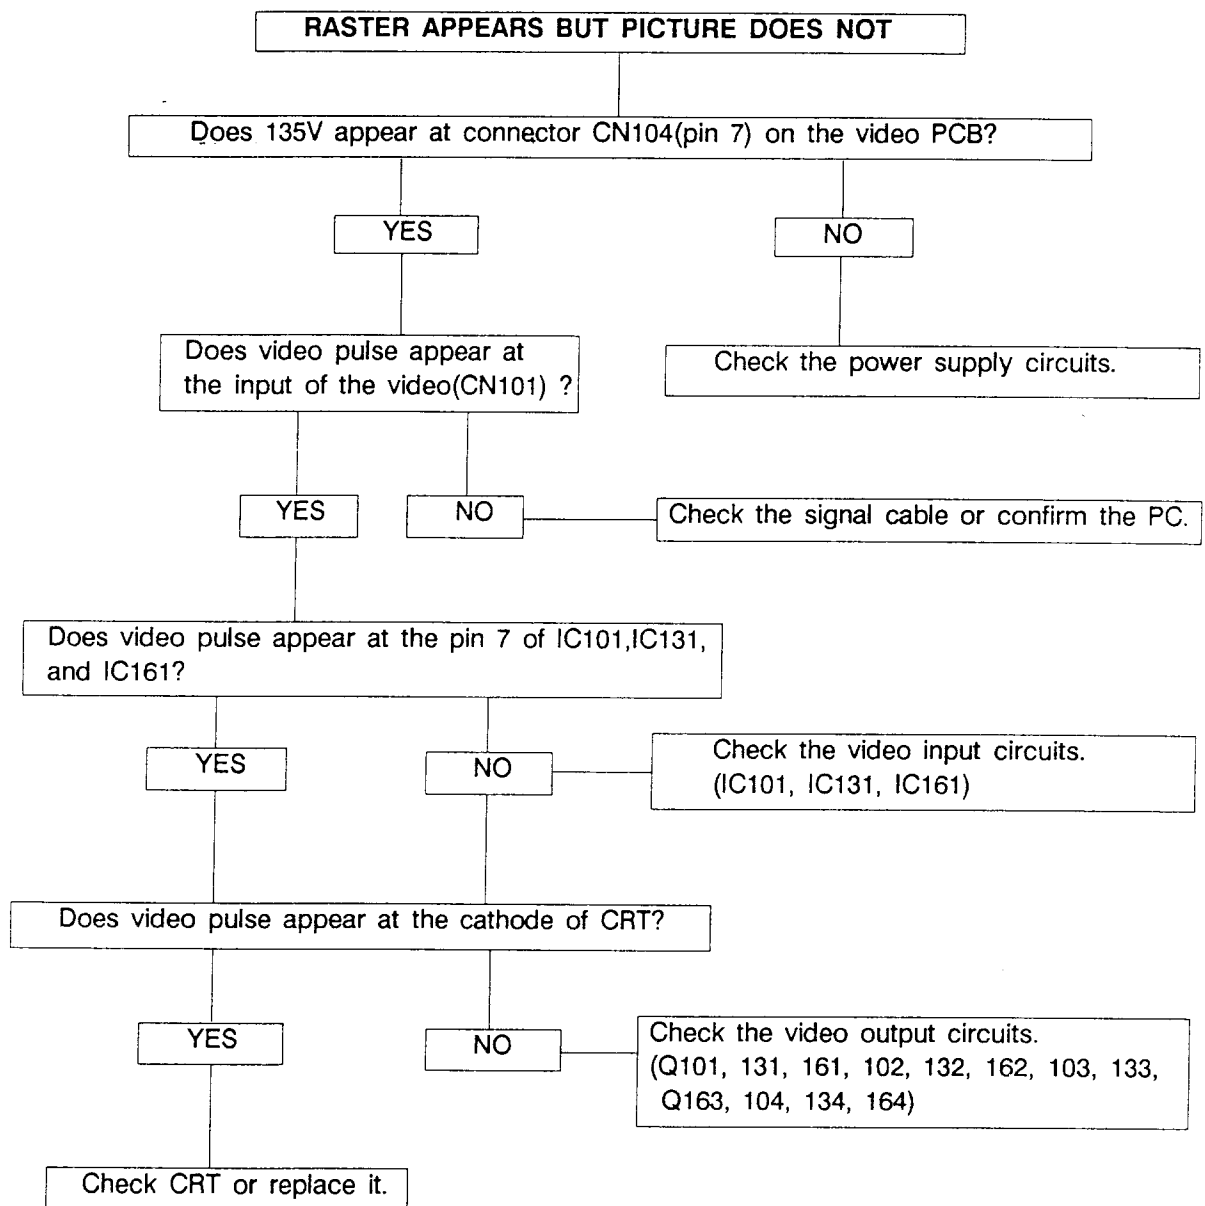 RASTER APPEARS BUT PICTURE DOES NOT
Does 135V appear at connector CN104(pin 7) on the video PCB?
YES
NO
Does video pulse appear at
the input of the video(CN101) ?
Check the power supply circuits.
YES
NO
Check the signal cable or confirm the PC.
Does video pulse appear at the pin 7 of IC101,IC131,
and IC161?
YES
NO
Check the video input circuits.
(IC101, IC131, IC161)
Does video pulse appear at the cathode of CRT?
YES
NO
Check the video output circuits.
(Q101, 131, 161, 102, 132, 162, 103, 133,
Q163, 104, 134, 164)
Check CRT or replace it.